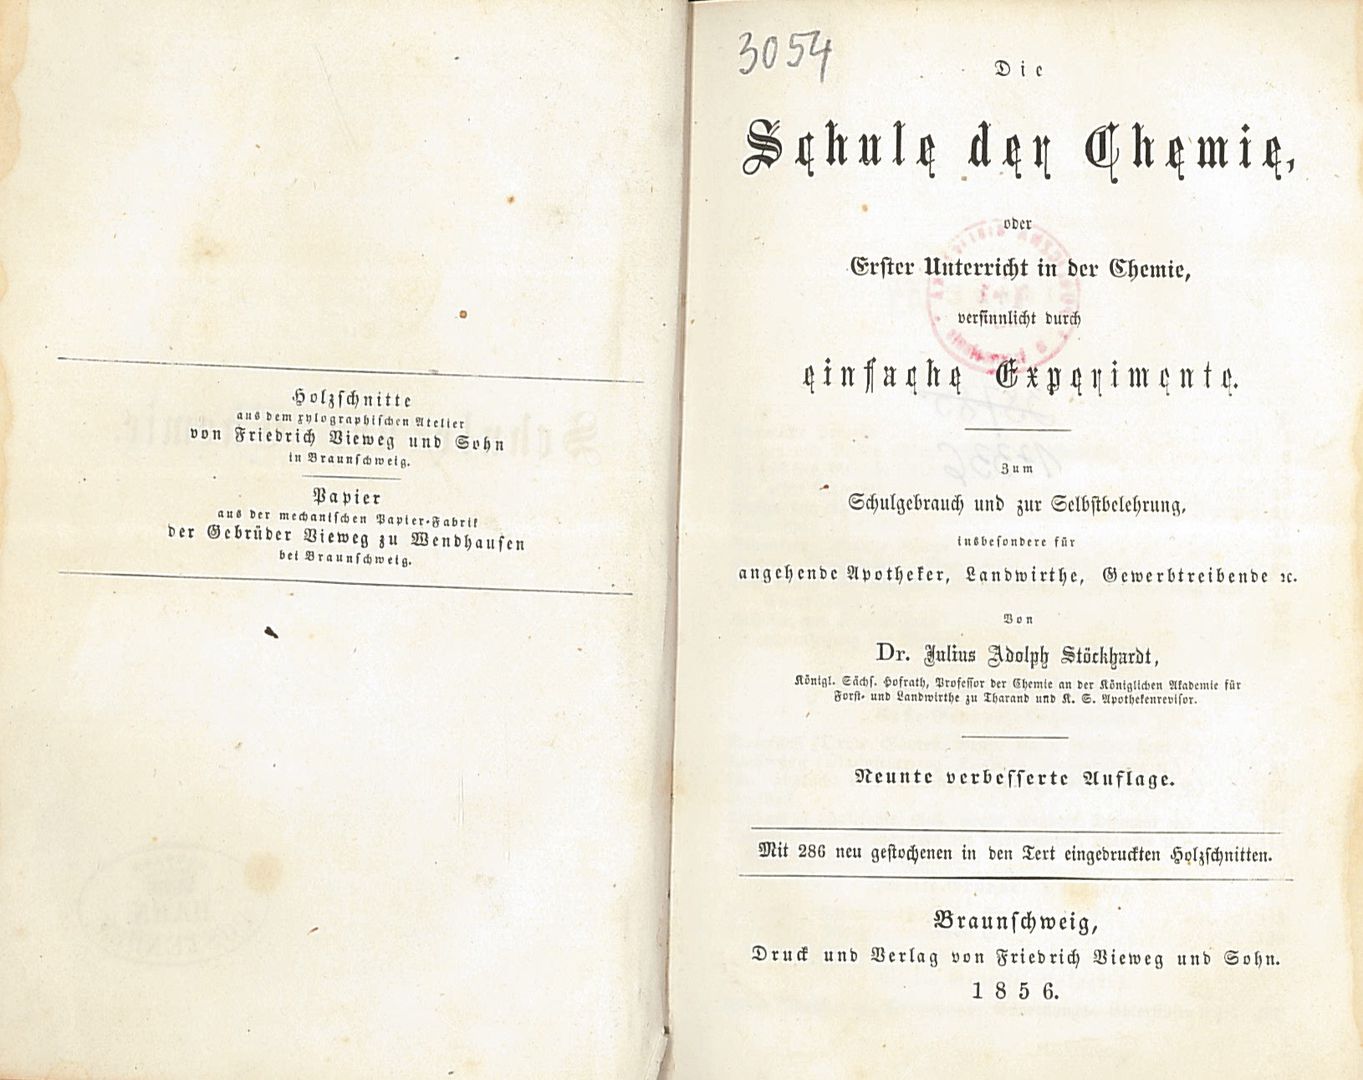 Holzschnitte
aus dem xylographischen Atelier
von Friedrich Vieweg und Sohn
in Braunschweig.
Papier
aus der mechanischen Papier-Fabrik
der Gebrüder Vieweg zu Wendhausen
bei Braunschweig.
3054
Die
Schule der Chemie,
oder
Erster Unterricht in der Chemie,
versinnlicht durch
einfache Experimente.
Zum
Schulgebrauch und zur Selbstbelehrung,
insbesondere für
angehende Apotheker, Landwirthe, Gewerbtreibende ꝛc.
Von
Dr. Julius Adolph Stöckhardt,
Königl. Sächs. Hofrath, Professor der Chemie an der Königlichen Akademie für
Forst- und Landwirthe zu Tharand und K. S. Apothekenrevisor.
Neunte verbesserte Auflage.
Mit 286 neu gestochenen in den Text eingedruckten Holzschnitten.
Braunschweig,
Druck und Verlag von Friedrich Vieweg und Sohn.
1856.